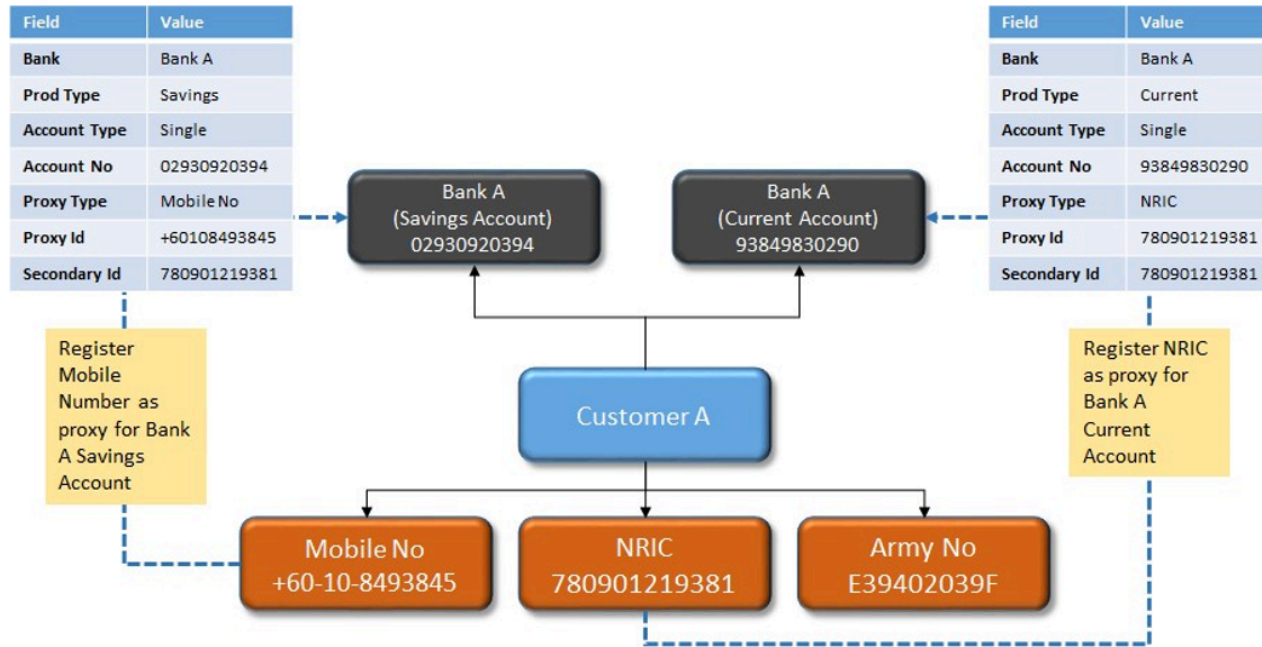 Field Value
Bank Bank A
Prod Type Savings
Account Type Single
Account No 02930920394
Proxy Type Mobile No
Proxy Id +60108493845
Secondary Id 780901219381
Field Value
Bank Bank A
Prod Type Current
Account Type Single
Account No 93849830290
Proxy Type NRIC
Proxy Id 780901219381
Secondary Id 780901219381
Bank A
(Savings Account)
02930920394
Bank A
(Current Account)
93849830290
Register
Mobile
Number as
proxy for Bank
A Savings
Account
Customer A
Register NRIC
as proxy for
Bank A
Current
Account
Mobile No
+60-10-8493845
NRIC
780901219381
Army No
E39402039F